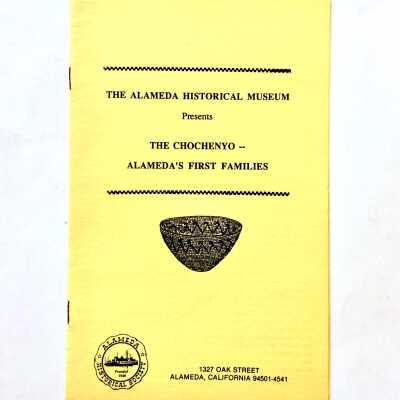 THE ALAMEDA HISTORICAL MUSEUM
Presents
THE CHOCHENYO --
ALAMEDA'S FIRST FAMILIES
ALAMEDA
HISTORICAL SOCIETY
Founded
1327 OAK STREET
ALAMEDA, CALIFORNIA 94501-4541